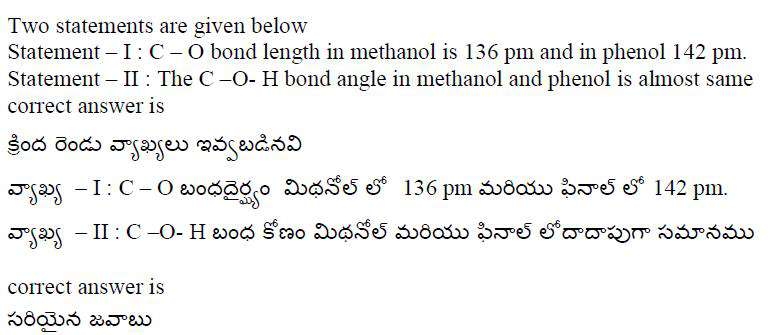 Two statements are given below
Statement – I : C – O bond length in methanol is 136 pm and in phenol 142 pm.
Statement – II : The C –O- H bond angle in methanol and phenol is almost same
correct answer is
క్రింద రెండు వ్యాఖ్యలు ఇవ్వబడినవి
వ్యాఖ్య – I : C – O బంధదైర్ఘ్యం మిథనోల్ లో 136 pm మరియు ఫినాల్ లో 142 pm.
వ్యాఖ్య – II : C –O- H బంధ కోణం మిథనోల్ మరియు ఫినాల్ లోదాదాపుగా సమానము
correct answer is
సరియైన జవాబు